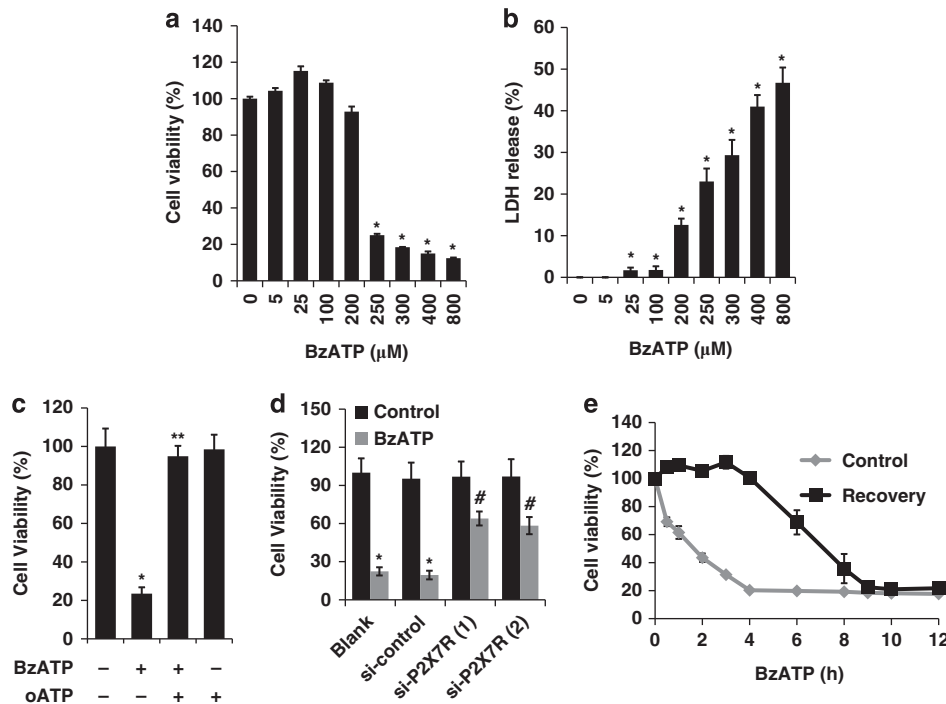 a
Cell viability (%)
140
120
100
80
60
40
20
0
0 5 25 100 200 250 300 400 800
* * * *
BzATP (μM)
b
LDH release (%)
60
50
40
30
20
10
0
0 5 25 100 200 250 300 400 800
* * * * * * *
BzATP (μM)
c
Cell viability (%)
120
100
80
60
40
20
0
* **
BzATP – + + –
oATP – – + +
d
Cell Viability (%)
150
120
90
60
30
0
Control
BzATP
* * # #
Blank
si-control
si-P2X7R (1)
si-P2X7R (2)
e
Cell viability (%)
140
120
100
80
60
40
20
0
Control
Recovery
0 2 4 6 8 10 12
BzATP (h)